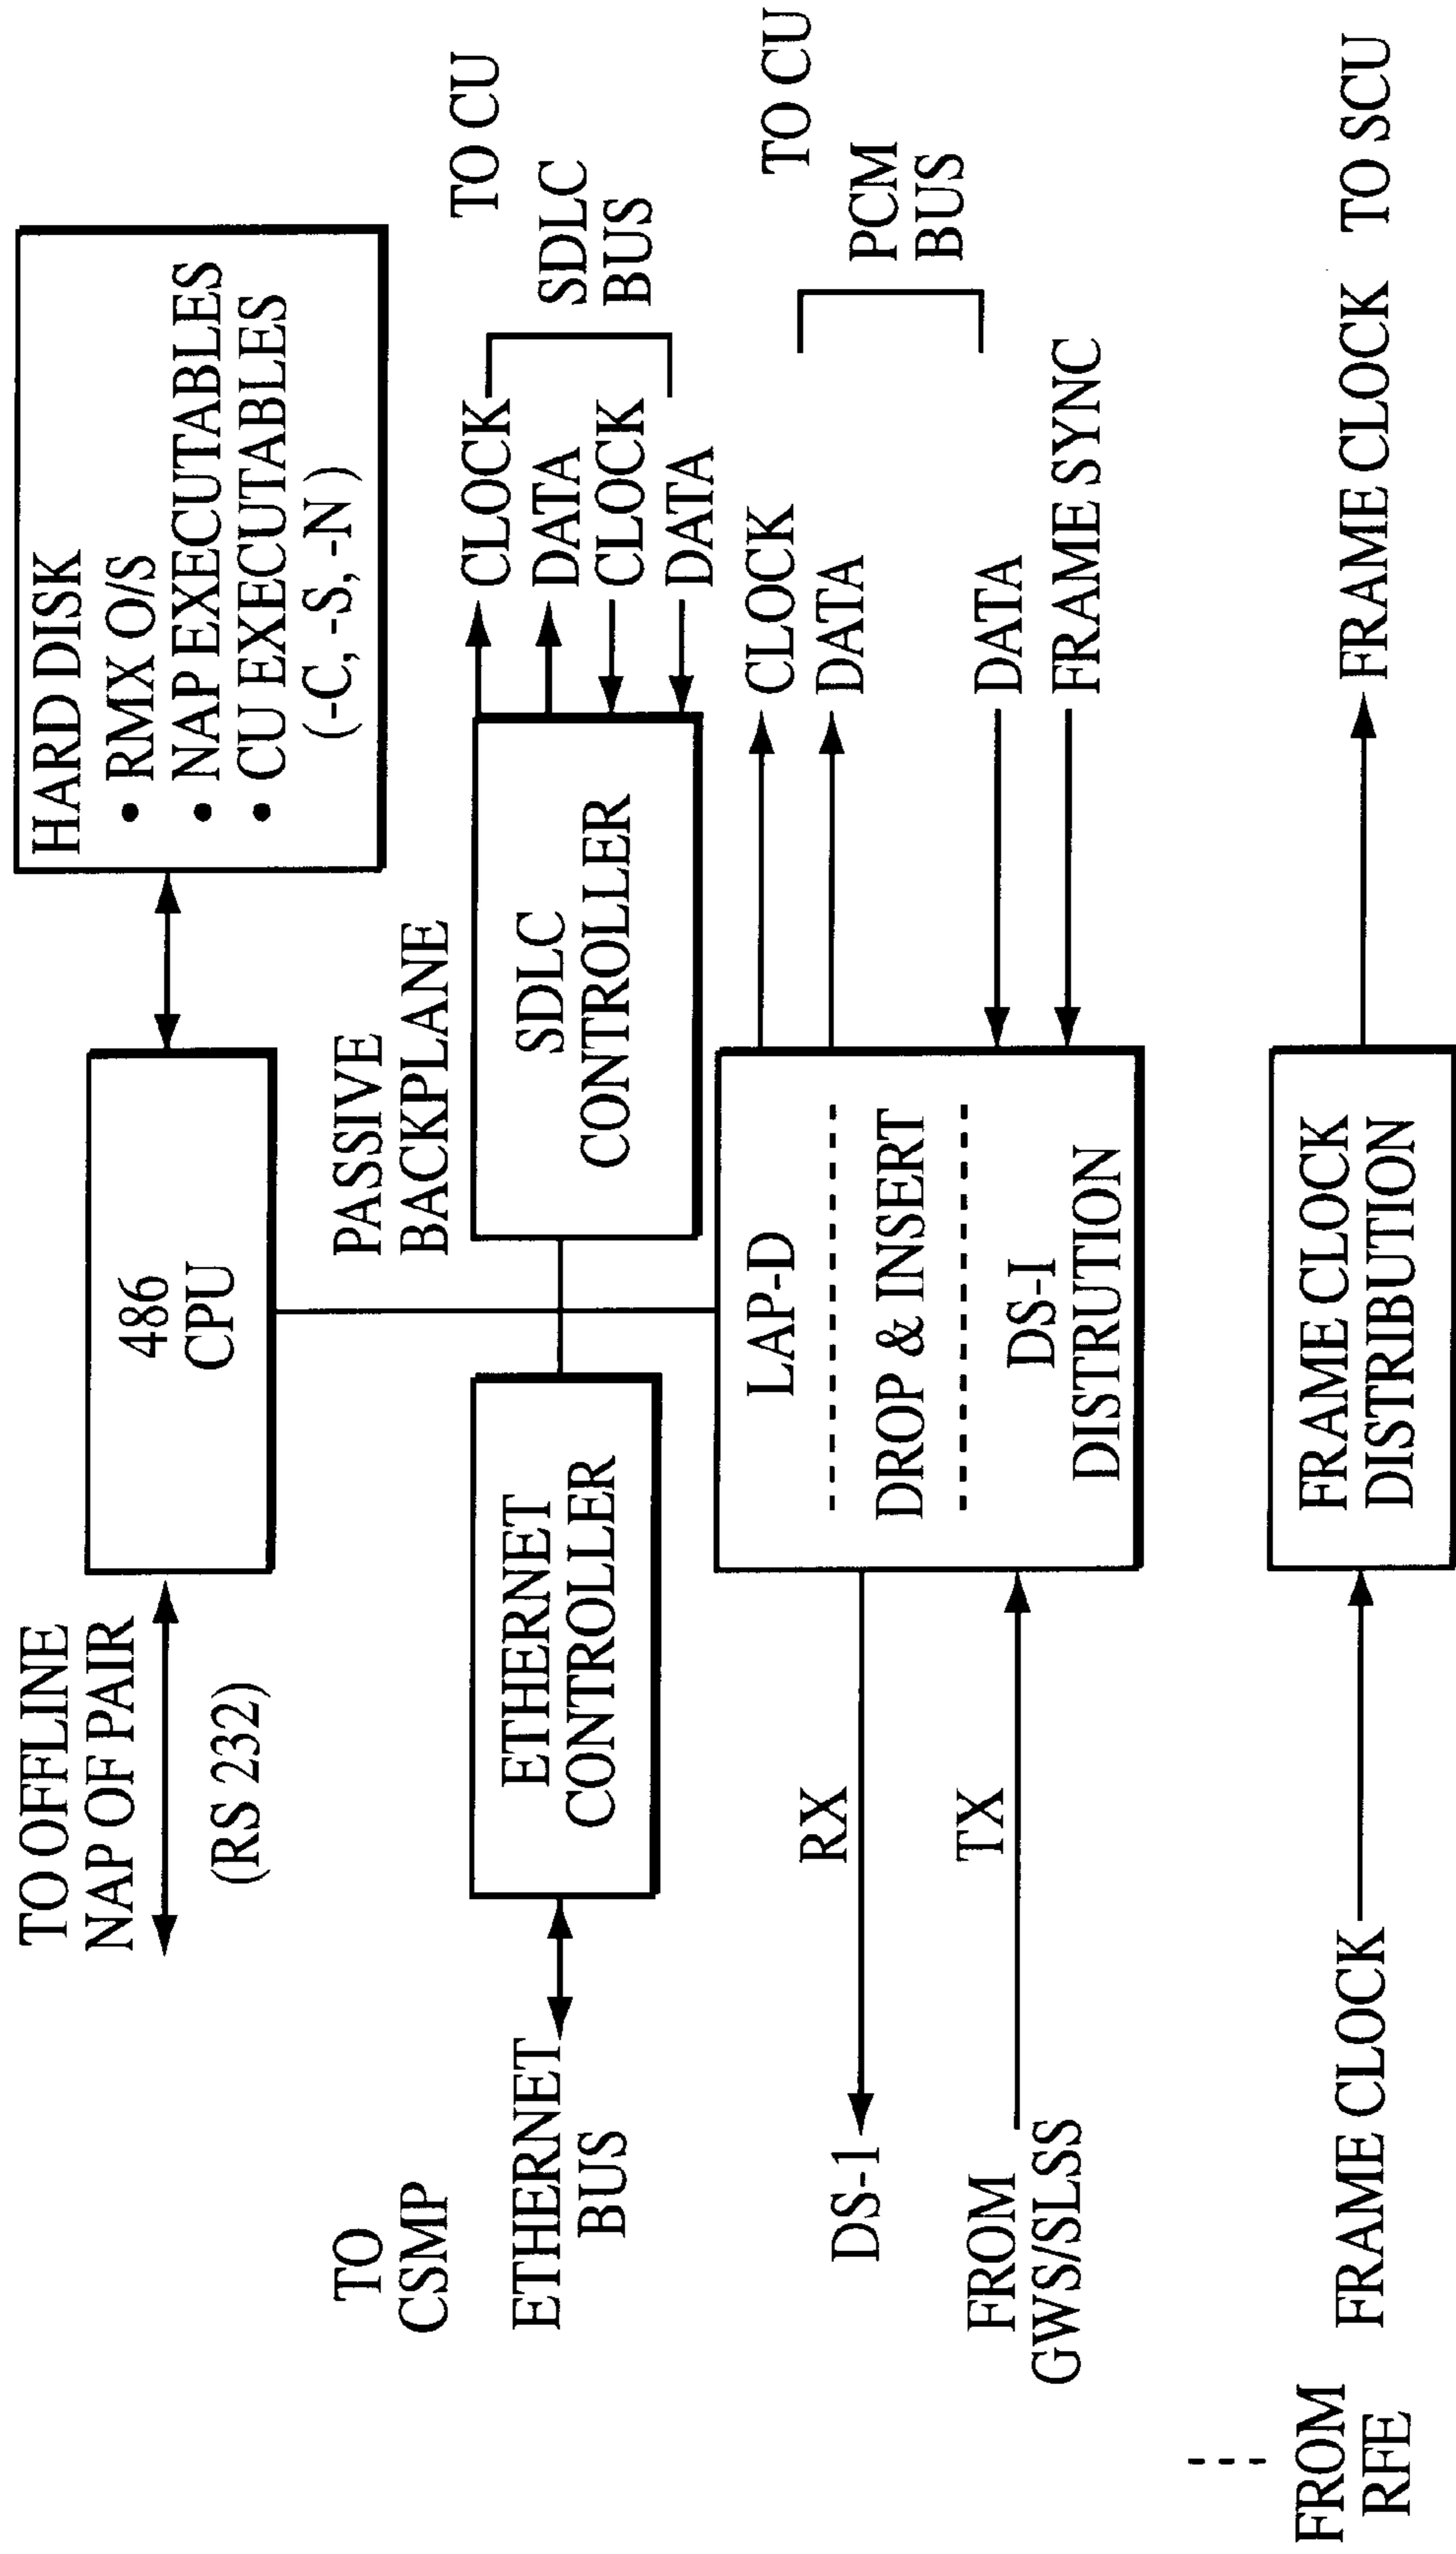 TO OFFLINE
NAP OF PAIR
(RS 232)
486
CPU
HARD DISK
• RMX O/S
• NAP EXECUTABLES
• CU EXECUTABLES
(-C, -S, -N )
PASSIVE
BACKPLANE
TO
CSMP
ETHERNET
BUS
ETHERNET
CONTROLLER
SDLC
CONTROLLER
CLOCK
DATA
CLOCK
DATA
TO CU
SDLC
BUS
RX
DS-1
TX
FROM
GWS/SLSS
LAP-D
DROP & INSERT
DS-I
DISTRUTION
CLOCK
DATA
DATA
FRAME SYNC
TO CU
PCM
BUS
FROM
RFE
FRAME CLOCK
FRAME CLOCK
DISTRIBUTION
FRAME CLOCK
TO SCU